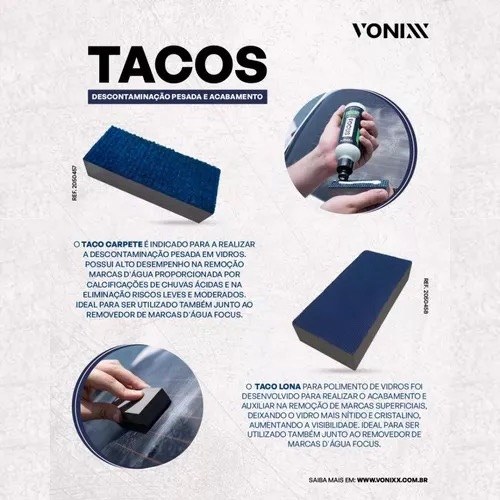 VONIXX
TACOS
DESCONTAMINAÇÃO PESADA E ACABAMENTO
REF. 2050457
O TACO CARPETE É INDICADO PARA A REALIZAR
A DESCONTAMINAÇÃO PESADA EM VIDROS.
POSSUI ALTO DESEMPENHO NA REMOÇÃO
MARCAS D'ÁGUA PROPORCIONADA POR
CALCIFICAÇÕES DE CHUVAS ÁCIDAS E NA
ELIMINAÇÃO RISCOS LEVES E MODERADOS.
IDEAL PARA SER UTILIZADO TAMBÉM JUNTO AO
REMOVEDOR DE MARCAS D'ÁGUA FOCUS.
REF. 2050458
O TACO LONA PARA POLIMENTO DE VIDROS FOI
DESENVOLVIDO PARA REALIZAR O ACABAMENTO E
AUXILIAR NA REMOÇÃO DE MARCAS SUPERFICIAIS,
DEIXANDO O VIDRO MAIS NÍTIDO E CRISTALINO,
AUMENTANDO A VISIBILIDADE. IDEAL PARA SER
UTILIZADO TAMBÉM JUNTO AO REMOVEDOR DE
MARCAS D'ÁGUA FOCUS.
SAIBA MAIS EM: WWW.VONIXX.COM.BR